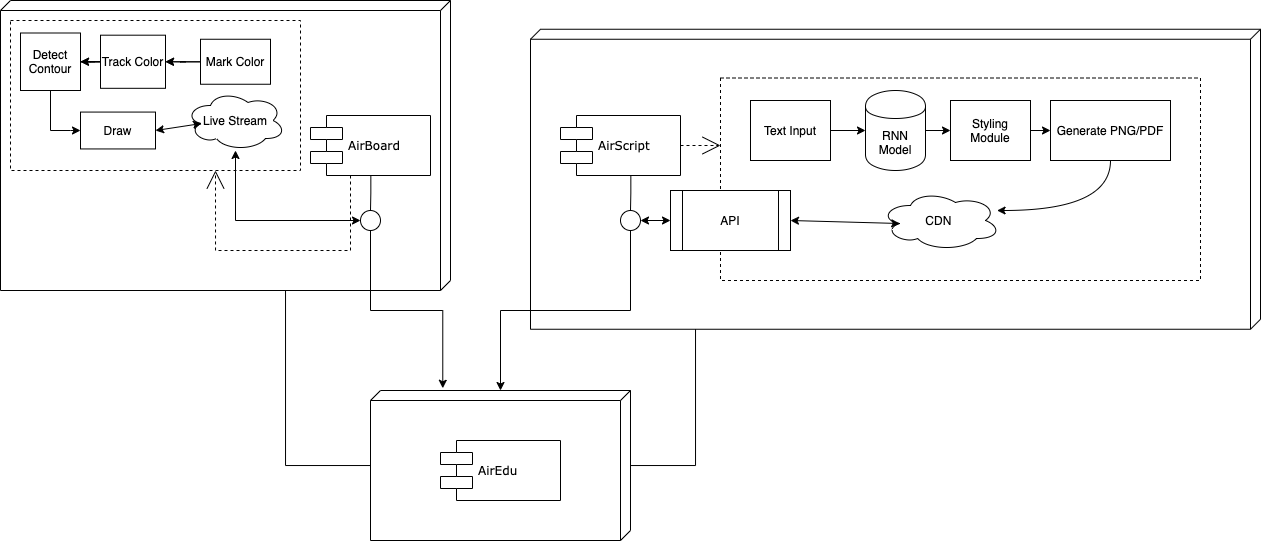 Detect
Contour
Track Color
Mark Color
Draw
Live Stream
AirBoard
AirScript
Text Input
RNN
Model
Styling
Module
Generate PNG/PDF
API
CDN
AirEdu